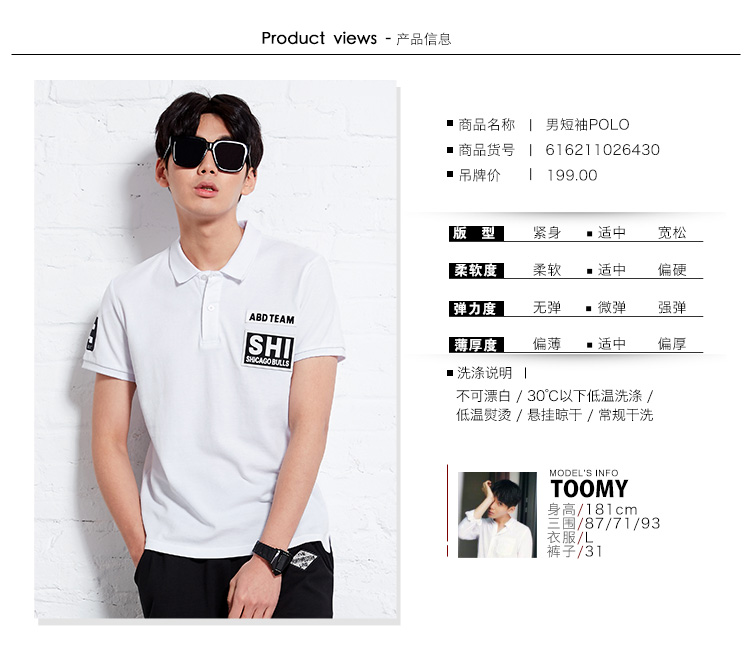 Product views - 产品信息
ABD TEAM
SHI
SHICAGO BULLS
■ 商品名称 | 男短袖POLO
■ 商品货号 | 616211026430
■ 吊牌价 | 199.00
版 型 紧身 ■ 适中 宽松
柔软度 柔软 ■ 适中 偏硬
弹力度 无弹 ■ 微弹 强弹
薄厚度 偏薄 ■ 适中 偏厚
■ 洗涤说明 |
不可漂白 / 30℃以下低温洗涤 /
低温熨烫 / 悬挂晾干 / 常规干洗
MODEL'S INFO
TOOMY
身高/181cm
三围/87/71/93
衣服/L
裤子/31